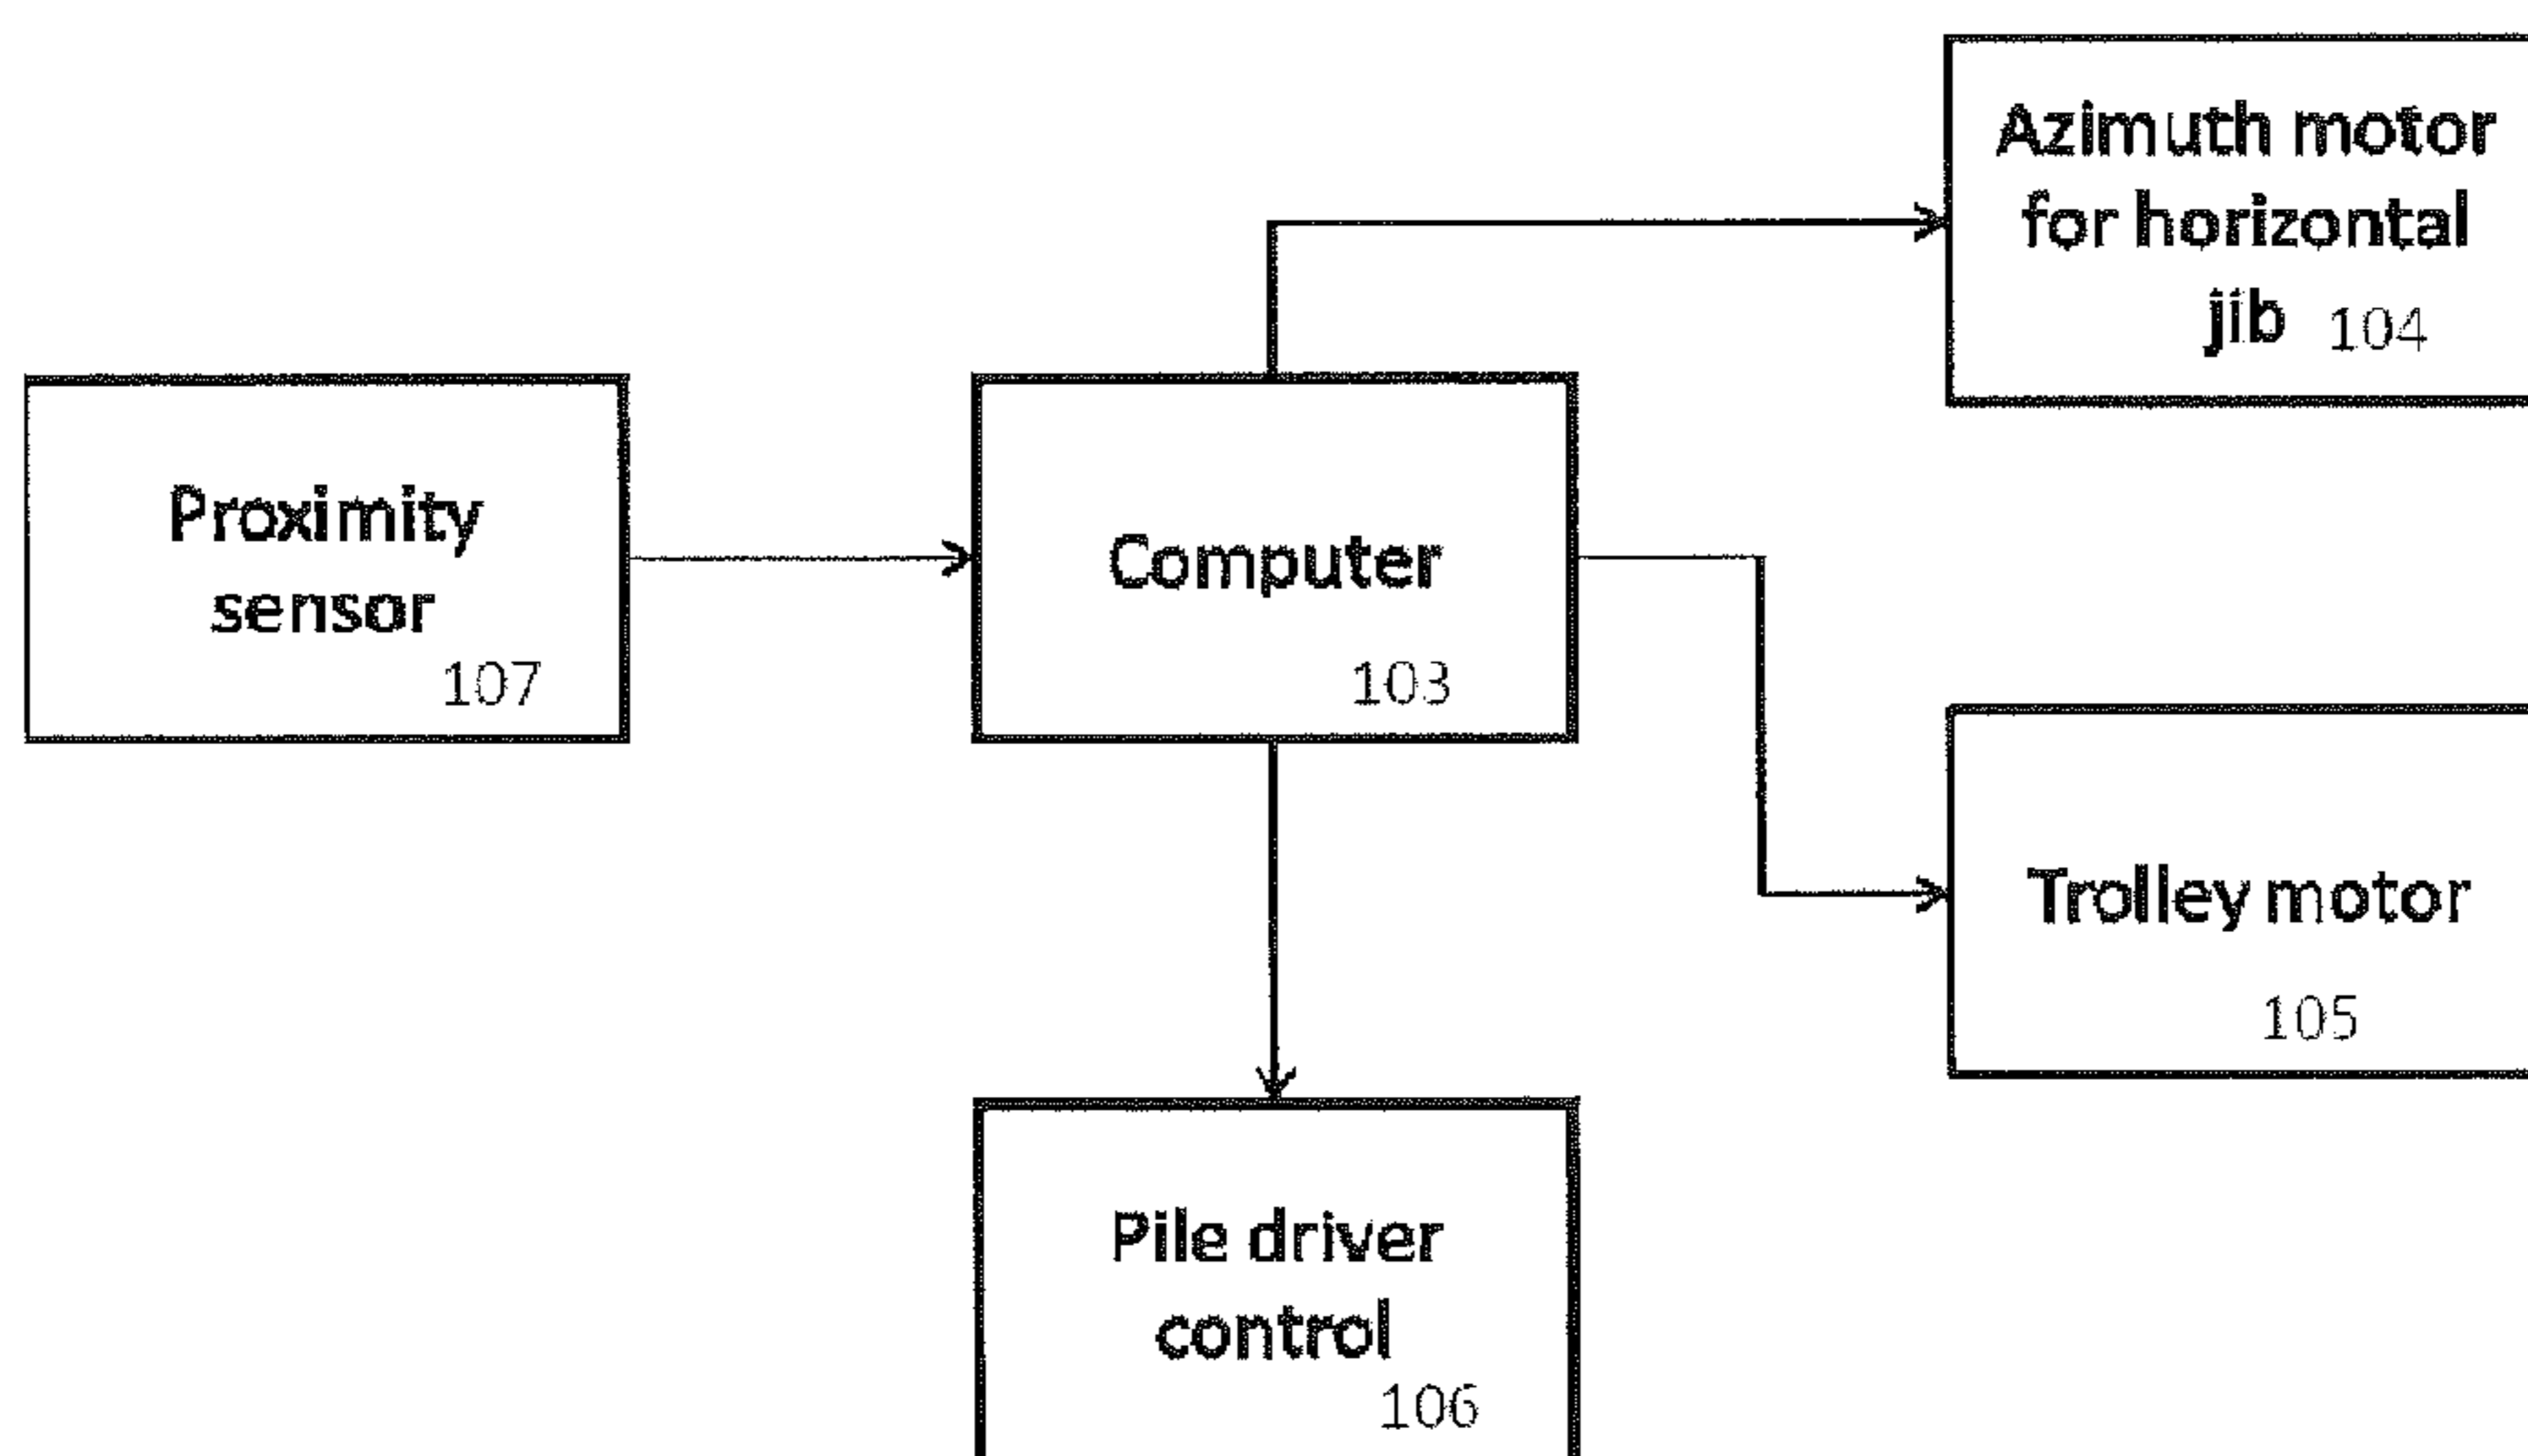 Azimuth motor
for horizontal
jib 104
Proximity
sensor
107
Computer
103
Trolley motor
105
Pile driver
control
106